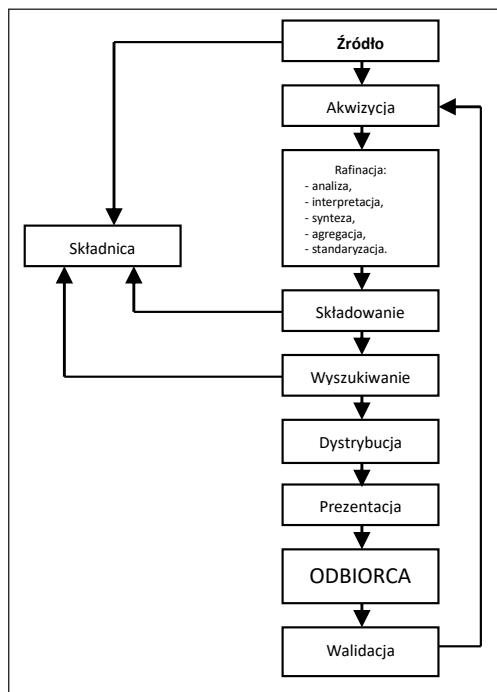 Źródło
Akwizycja
Rafinacja:
- analiza,
- interpretacja,
- synteza,
- agregacja,
- standaryzacja.
Składnica
Składowanie
Wyszukiwanie
Dystrybucja
Prezentacja
ODBIORCA
Walidacja